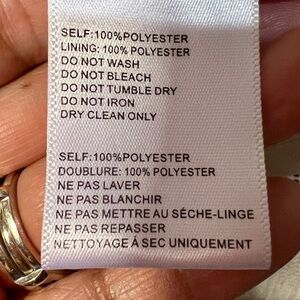 SELF:100%POLYESTER
LINING: 100% POLYESTER
DO NOT WASH
DO NOT BLEACH
DO NOT TUMBLE DRY
DO NOT IRON
DRY CLEAN ONLY
SELF:100%POLYESTER
DOUBLURE: 100% POLYESTER
NE PAS LAVER
NE PAS BLANCHIR
NE PAS METTRE AU SÉCHE-LINGE
NE PAS REPASSER
NETTOYAGE À SEC UNIQUEMENT